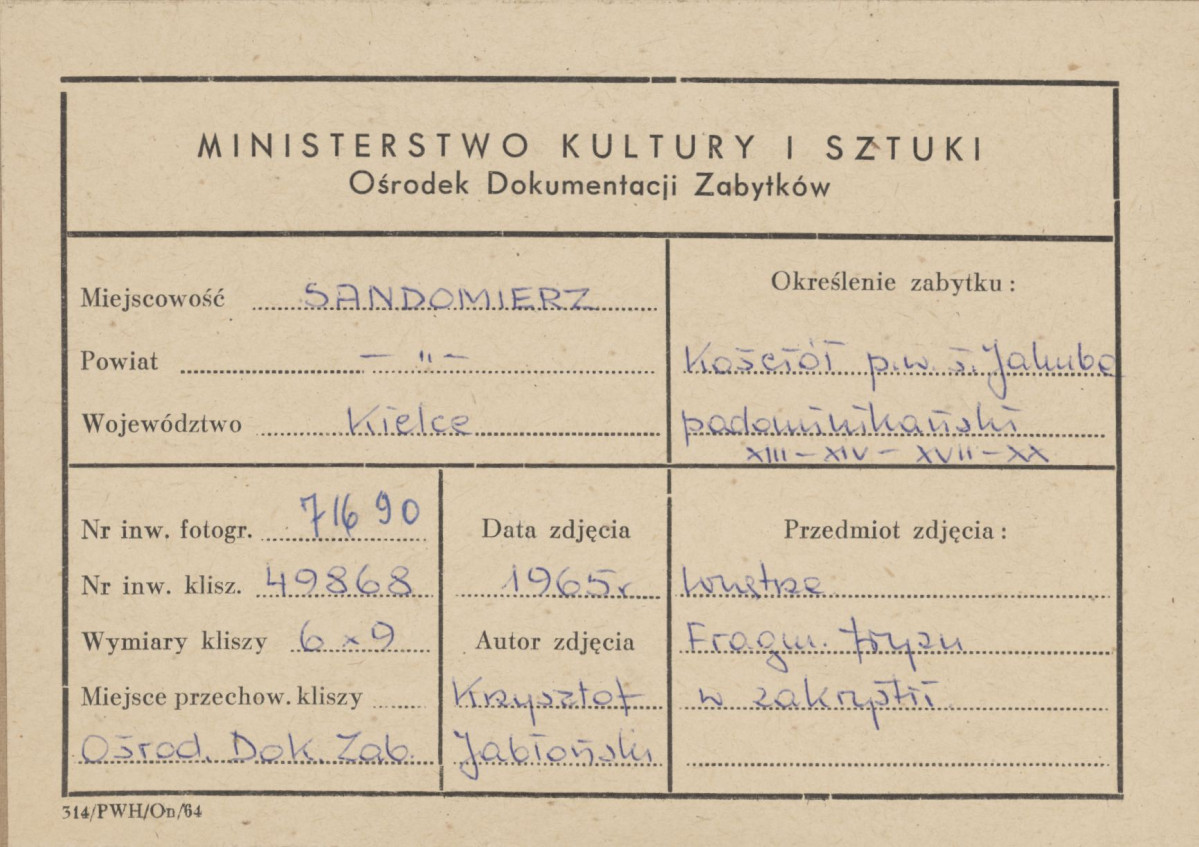 MINISTERSTWO KULTURY I SZTUKI
Ośrodek Dokumentacji Zabytków
Miejscowość SANDOMIERZ
Powiat — " —
Województwo Kielce
Określenie zabytku:
Kościół p.w. ś. Jakuba
podominikański
XIII – XIV – XVII – XX
Nr inw. fotogr. 71690
Nr inw. klisz. 49868
Wymiary kliszy 6 x 9
Miejsce przechow. kliszy
Ośrod. Dok. Zab.
Data zdjęcia
1965r
Autor zdjęcia
Krzysztof
Jabłoński
Przedmiot zdjęcia:
Wnętrze
Fragm. fryzu
w zakrystii
314/PWH/On/64